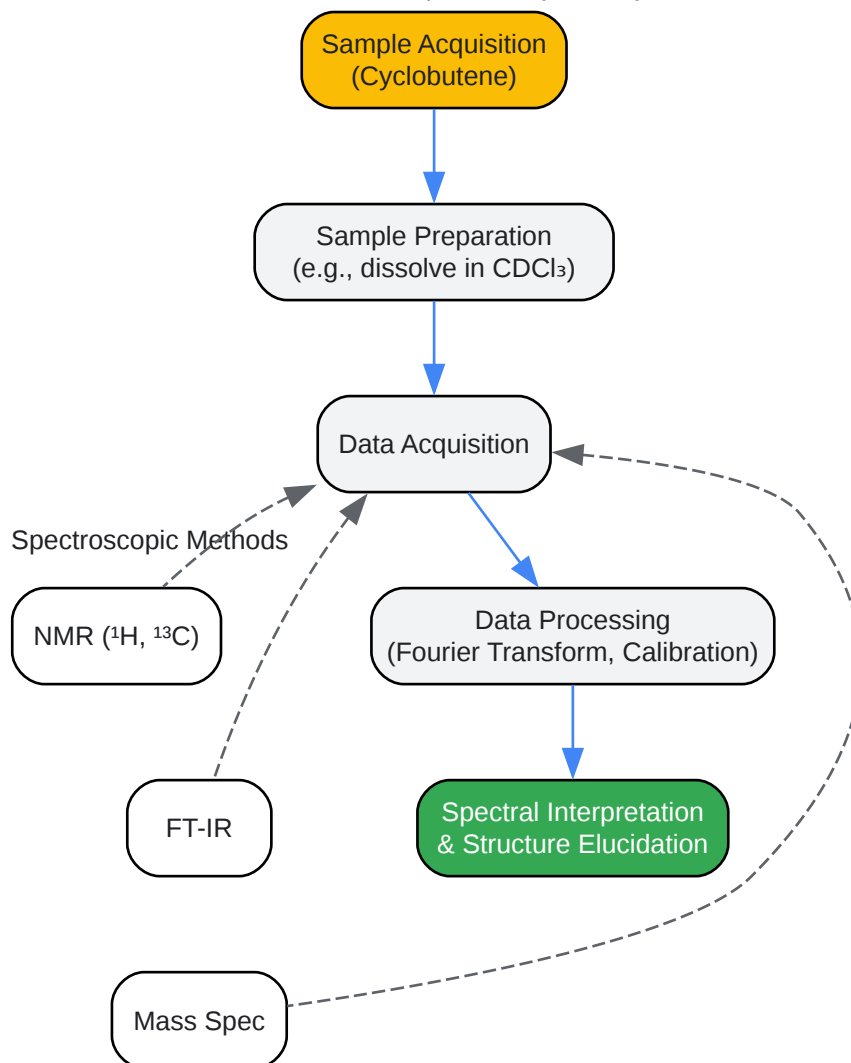 Sample Acquisition
(Cyclobutene)
Sample Preparation
(e.g., dissolve in CDCl₃)
Data Acquisition
Spectroscopic Methods
NMR (¹H, ¹³C)
Data Processing
(Fourier Transform, Calibration)
FT-IR
Spectral Interpretation
& Structure Elucidation
Mass Spec